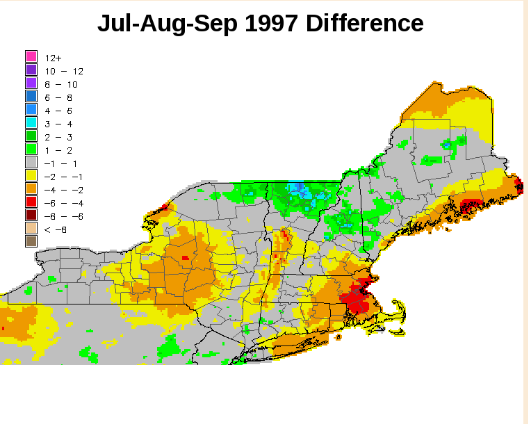 Jul-Aug-Sep 1997 Difference
12+
10 - 12
8 - 10
6 - 8
4 - 6
3 - 4
2 - 3
1 - 2
-1 - 1
-2 - -1
-4 - -2
-6 - -4
-8 - -6
< -8